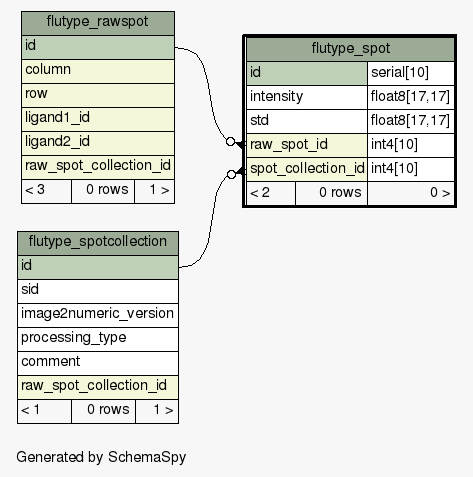 flutype_rawspot
id
column
row
ligand1_id
ligand2_id
raw_spot_collection_id
< 3 0 rows 1 >
flutype_spot
id serial[10]
intensity float8[17,17]
std float8[17,17]
raw_spot_id int4[10]
spot_collection_id int4[10]
< 2 0 rows 0 >
flutype_spotcollection
id
sid
image2numeric_version
processing_type
comment
raw_spot_collection_id
< 1 0 rows 1 >
Generated by SchemaSpy